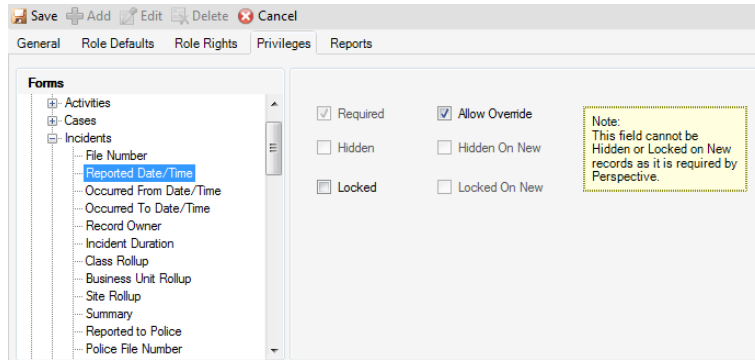 Save Add Edit Delete Cancel
General Role Defaults Role Rights Privileges Reports
Forms
Activities
Cases
Incidents
File Number
Reported Date/Time
Occurred From Date/Time
Occurred To Date/Time
Record Owner
Incident Duration
Class Rollup
Business Unit Rollup
Site Rollup
Summary
Reported to Police
Police File Number
Required Allow Override
Hidden Hidden On New
Locked Locked On New
Note:
This field cannot be
Hidden or Locked on New
records as it is required by
Perspective.